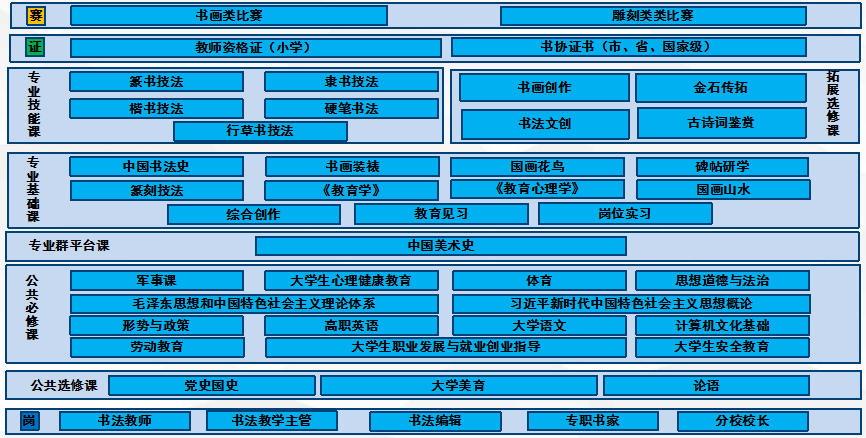 赛 书画类比赛 雕刻类类比赛
证 教师资格证（小学） 书协证书（市、省、国家级）
专业技能课
篆书技法 隶书技法
楷书技法 硬笔书法
行草书技法
书画创作 金石传拓
书法文创 古诗词鉴赏
拓展选修课
专业基础课
中国书法史 书画装裱 国画花鸟 碑帖研学
篆刻技法 《教育学》 《教育心理学》 国画山水
综合创作 教育见习 岗位实习
专业群平台课 中国美术史
公共必修课
军事课 大学生心理健康教育 体育 思想道德与法治
毛泽东思想和中国特色社会主义理论体系 习近平新时代中国特色社会主义思想概论
形势与政策 高职英语 大学语文 计算机文化基础
劳动教育 大学生职业发展与就业创业指导 大学生安全教育
公共选修课 党史国史 大学美育 论语
岗 书法教师 书法教学主管 书法编辑 专职书家 分校校长